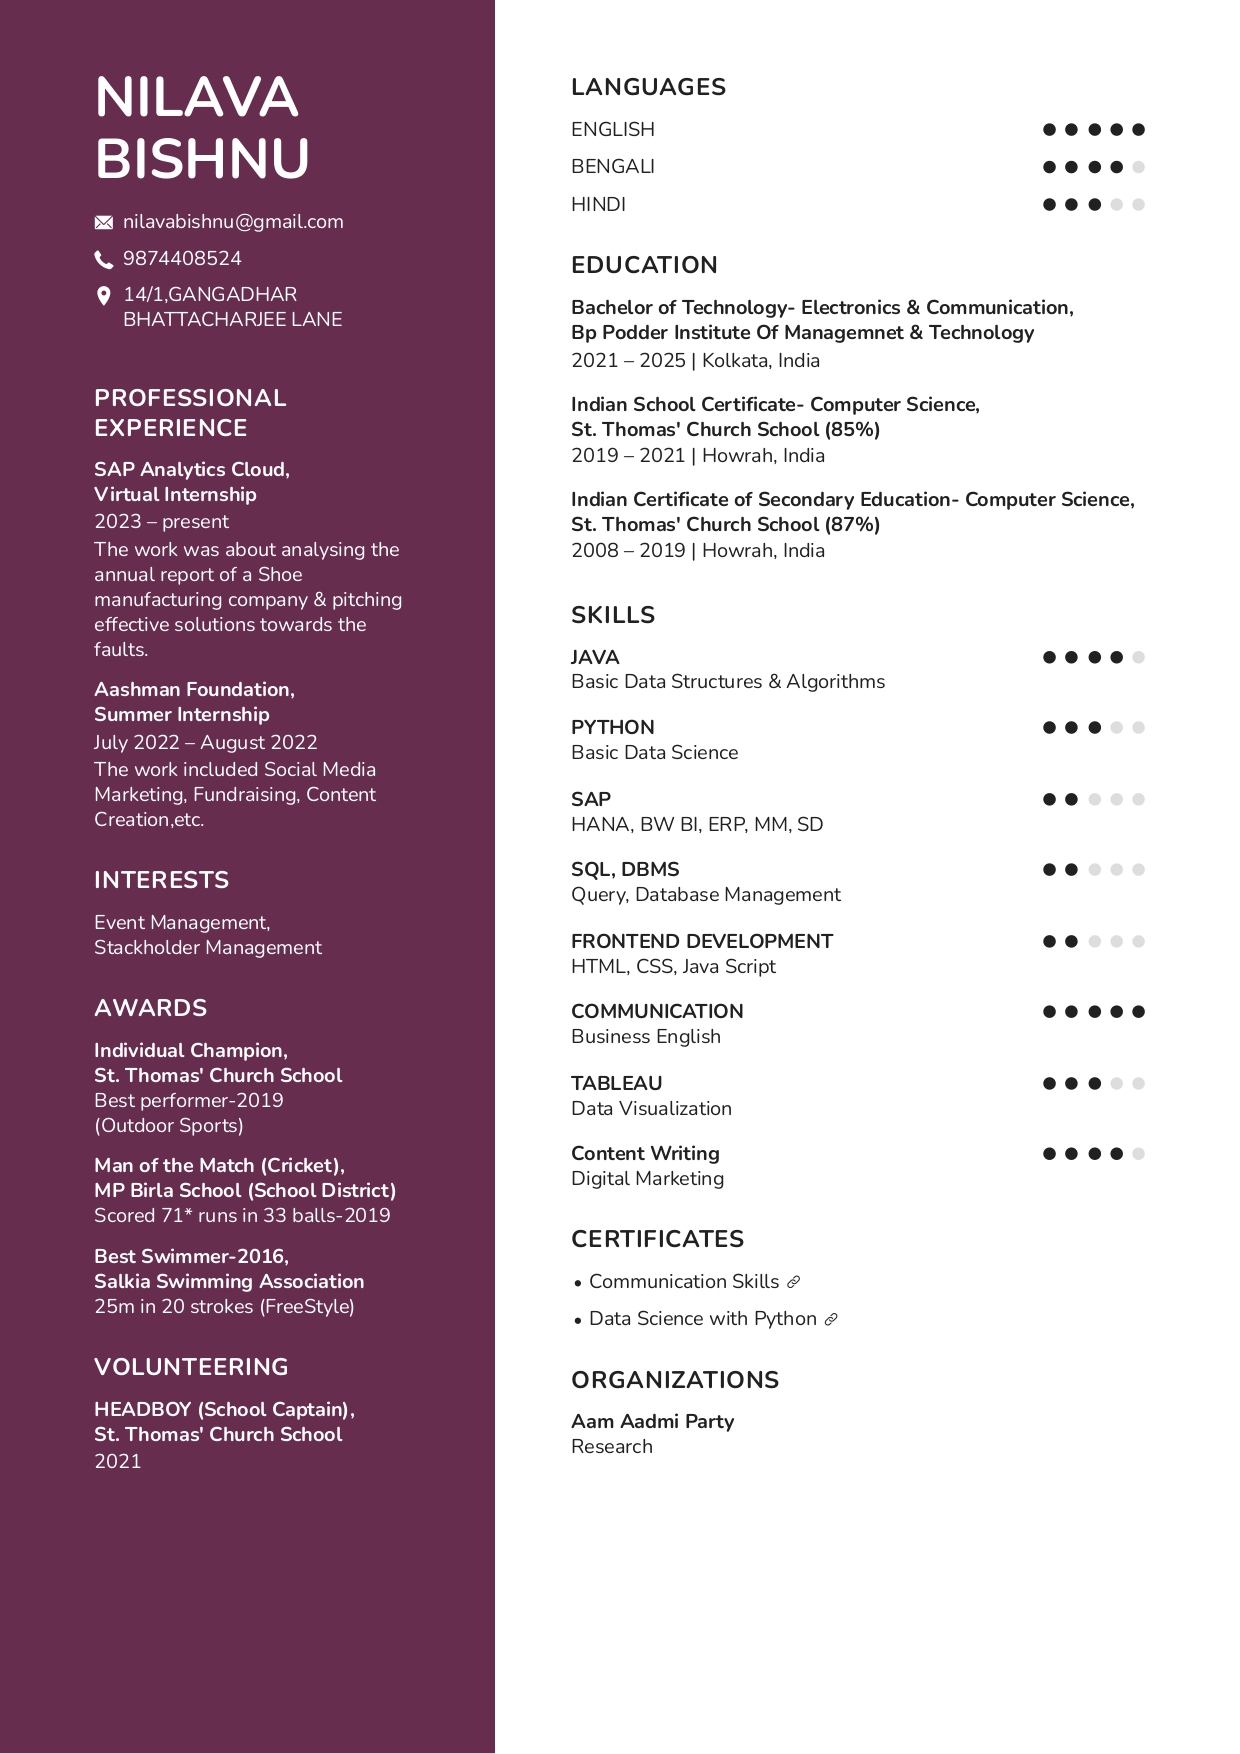 NILAVA
BISHNU
nilavabishnu@gmail.com
9874408524
14/1,GANGADHAR
BHATTACHARJEE LANE
PROFESSIONAL
EXPERIENCE
SAP Analytics Cloud,
Virtual Internship
2023 – present
The work was about analysing the
annual report of a Shoe
manufacturing company & pitching
effective solutions towards the
faults.
Aashman Foundation,
Summer Internship
July 2022 – August 2022
The work included Social Media
Marketing, Fundraising, Content
Creation,etc.
INTERESTS
Event Management,
Stackholder Management
AWARDS
Individual Champion,
St. Thomas' Church School
Best performer-2019
(Outdoor Sports)
Man of the Match (Cricket),
MP Birla School (School District)
Scored 71* runs in 33 balls-2019
Best Swimmer-2016,
Salkia Swimming Association
25m in 20 strokes (FreeStyle)
VOLUNTEERING
HEADBOY (School Captain),
St. Thomas' Church School
2021
LANGUAGES
ENGLISH
BENGALI
HINDI
EDUCATION
Bachelor of Technology- Electronics & Communication,
Bp Podder Institute Of Managemnet & Technology
2021 – 2025 | Kolkata, India
Indian School Certificate- Computer Science,
St. Thomas' Church School (85%)
2019 – 2021 | Howrah, India
Indian Certificate of Secondary Education- Computer Science,
St. Thomas' Church School (87%)
2008 – 2019 | Howrah, India
SKILLS
JAVA
Basic Data Structures & Algorithms
PYTHON
Basic Data Science
SAP
HANA, BW BI, ERP, MM, SD
SQL, DBMS
Query, Database Management
FRONTEND DEVELOPMENT
HTML, CSS, Java Script
COMMUNICATION
Business English
TABLEAU
Data Visualization
Content Writing
Digital Marketing
CERTIFICATES
• Communication Skills
• Data Science with Python
ORGANIZATIONS
Aam Aadmi Party
Research